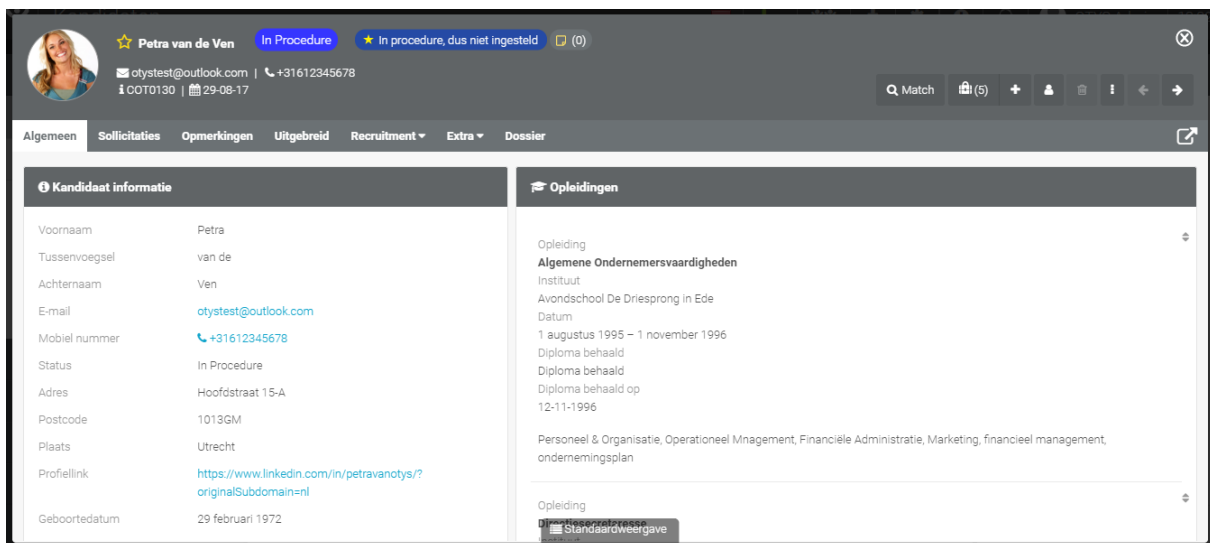 Petra van de Ven
In Procedure
In procedure, dus niet ingesteld
(0)
otystest@outlook.com | +31612345678
COT0130 | 29-08-17
Match
(5)
Algemeen
Sollicitaties
Opmerkingen
Uitgebreid
Recruitment
Extra
Dossier
Kandidaat informatie
Voornaam Petra
Tussenvoegsel van de
Achternaam Ven
E-mail otystest@outlook.com
Mobiel nummer +31612345678
Status In Procedure
Adres Hoofdstraat 15-A
Postcode 1013GM
Plaats Utrecht
Profiellink https://www.linkedin.com/in/petravanotys/?
originalSubdomain=nl
Geboortedatum 29 februari 1972
Opleidingen
Opleiding
Algemene Ondernemersvaardigheden
Instituut
Avondschool De Driesprong in Ede
Datum
1 augustus 1995 – 1 november 1996
Diploma behaald
Diploma behaald
Diploma behaald op
12-11-1996
Personeel & Organisatie, Operationeel Mnagement, Financiële Administratie, Marketing, financieel management,
ondernemingsplan
Opleiding
Standaardweergave